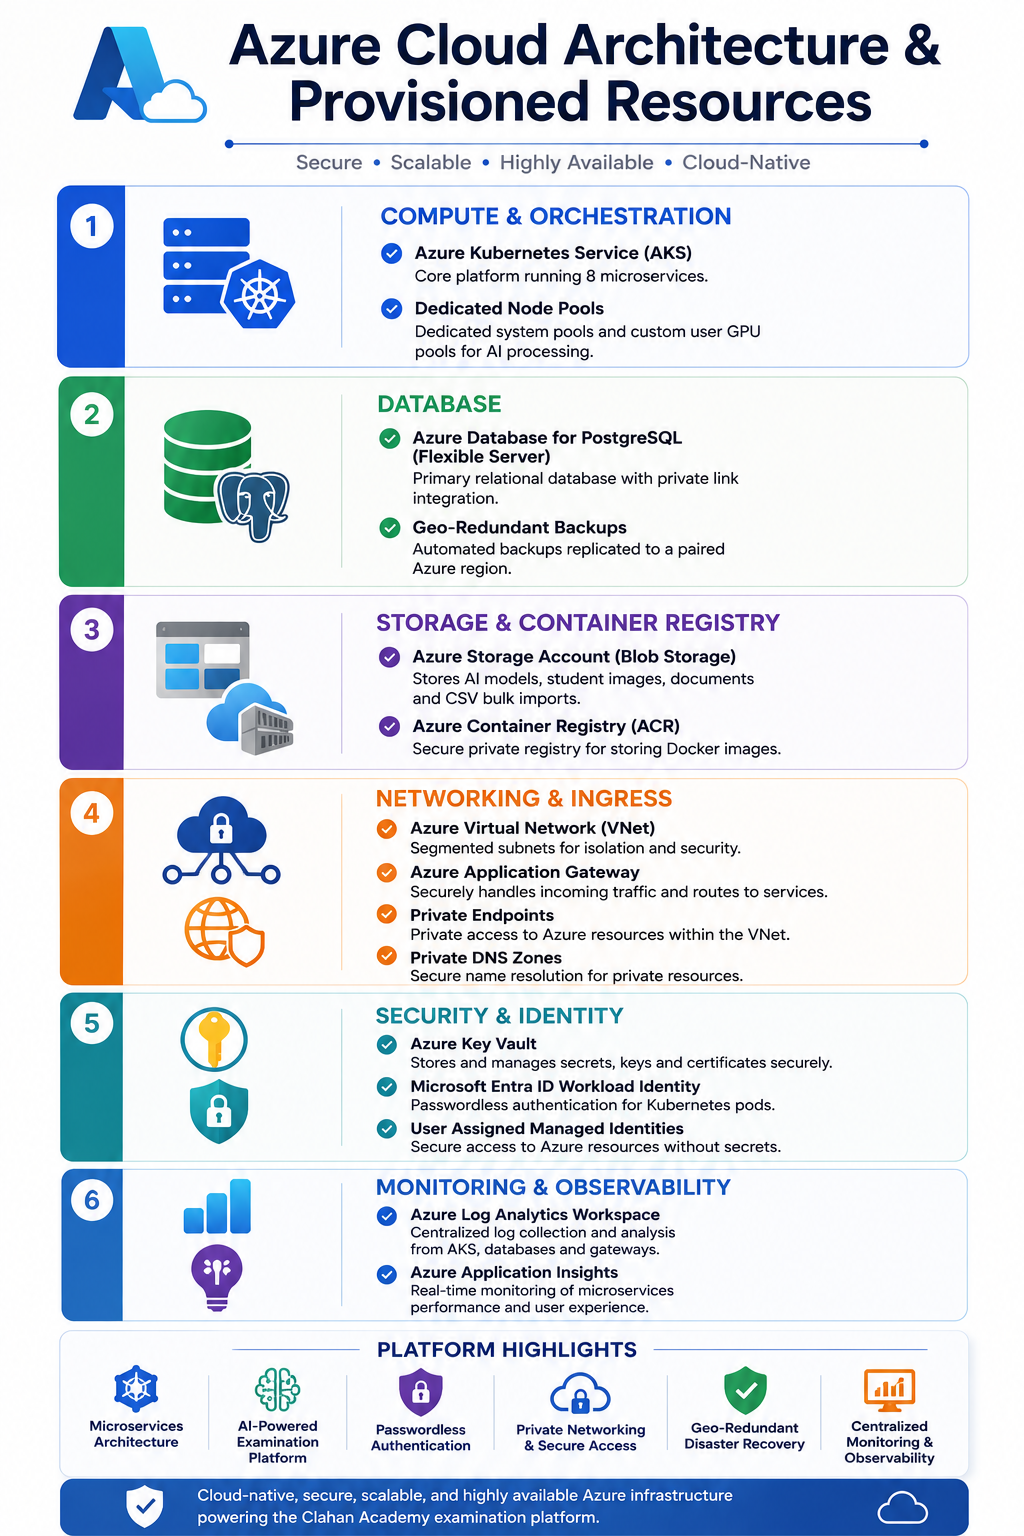 Azure Cloud Architecture &
Provisioned Resources
Secure • Scalable • Highly Available • Cloud-Native
1
COMPUTE & ORCHESTRATION
Azure Kubernetes Service (AKS)
Core platform running 8 microservices.
Dedicated Node Pools
Dedicated system pools and custom user GPU
pools for AI processing.
2
DATABASE
Azure Database for PostgreSQL
(Flexible Server)
Primary relational database with private link
integration.
Geo-Redundant Backups
Automated backups replicated to a paired
Azure region.
3
STORAGE & CONTAINER REGISTRY
Azure Storage Account (Blob Storage)
Stores AI models, student images, documents
and CSV bulk imports.
Azure Container Registry (ACR)
Secure private registry for storing Docker images.
4
NETWORKING & INGRESS
Azure Virtual Network (VNet)
Segmented subnets for isolation and security.
Azure Application Gateway
Securely handles incoming traffic and routes to services.
Private Endpoints
Private access to Azure resources within the VNet.
Private DNS Zones
Secure name resolution for private resources.
5
SECURITY & IDENTITY
Azure Key Vault
Stores and manages secrets, keys and certificates securely.
Microsoft Entra ID Workload Identity
Passwordless authentication for Kubernetes pods.
User Assigned Managed Identities
Secure access to Azure resources without secrets.
6
MONITORING & OBSERVABILITY
Azure Log Analytics Workspace
Centralized log collection and analysis
from AKS, databases and gateways.
Azure Application Insights
Real-time monitoring of microservices
performance and user experience.
PLATFORM HIGHLIGHTS
Microservices
Architecture
AI-Powered
Examination
Platform
Passwordless
Authentication
Private Networking
& Secure Access
Geo-Redundant
Disaster Recovery
Centralized
Monitoring &
Observability
Cloud-native, secure, scalable, and highly available Azure infrastructure
powering the Clahan Academy examination platform.